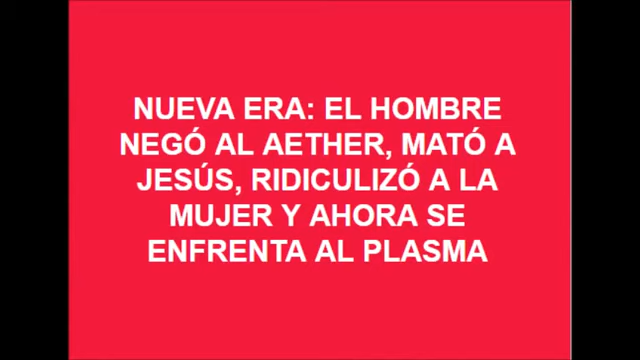 NUEVA ERA: EL HOMBRE
NEGÓ AL AETHER, MATÓ A
JESÚS, RIDICULIZÓ A LA
MUJER Y AHORA SE
ENFRENTA AL PLASMA